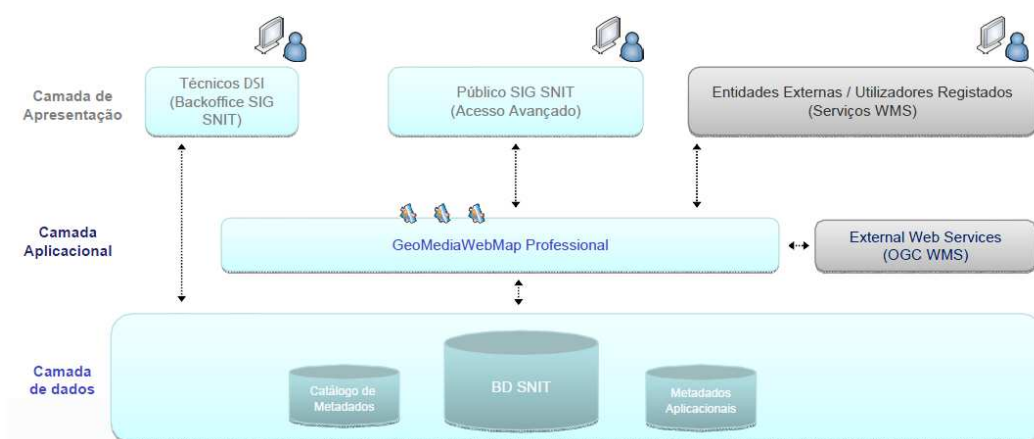 Camada de
Apresentação
Técnicos DSI
(Backoffice SIG
SNIT)
Público SIG SNIT
(Acesso Avançado)
Entidades Externas / Utilizadores Registados
(Serviços WMS)
Camada
Aplicacional
GeoMediaWebMap Professional
External Web Services
(OGC WMS)
Camada
de dados
Catálogo de
Metadados
BD SNIT
Metadados
Aplicacionais